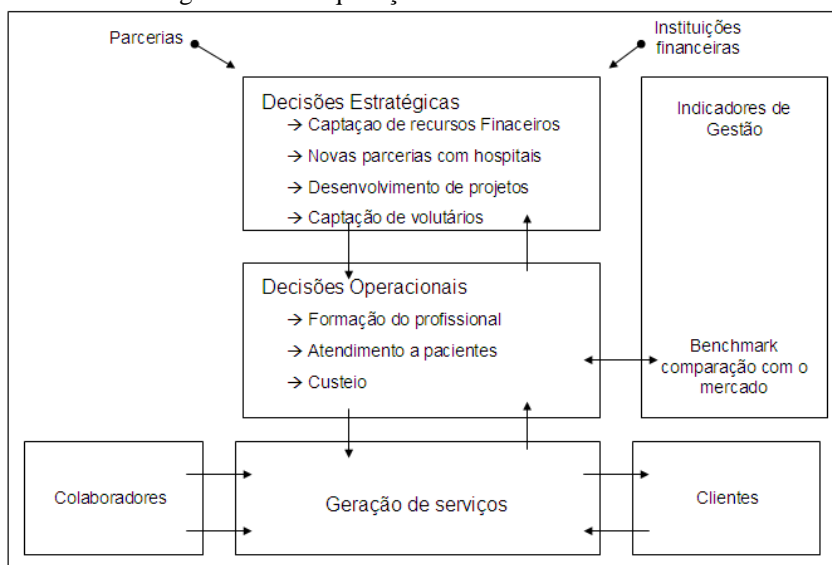 Parcerias
Instituições
financeiras
Decisões Estratégicas
→ Captaçao de recursos Finaceiros
→ Novas parcerias com hospitais
→ Desenvolvimento de projetos
→ Captação de volutários
Indicadores de
Gestão
Decisões Operacionais
→ Formação do profissional
→ Atendimento a pacientes
→ Custeio
Benchmark
comparação com o
mercado
Colaboradores
Geração de serviços
Clientes